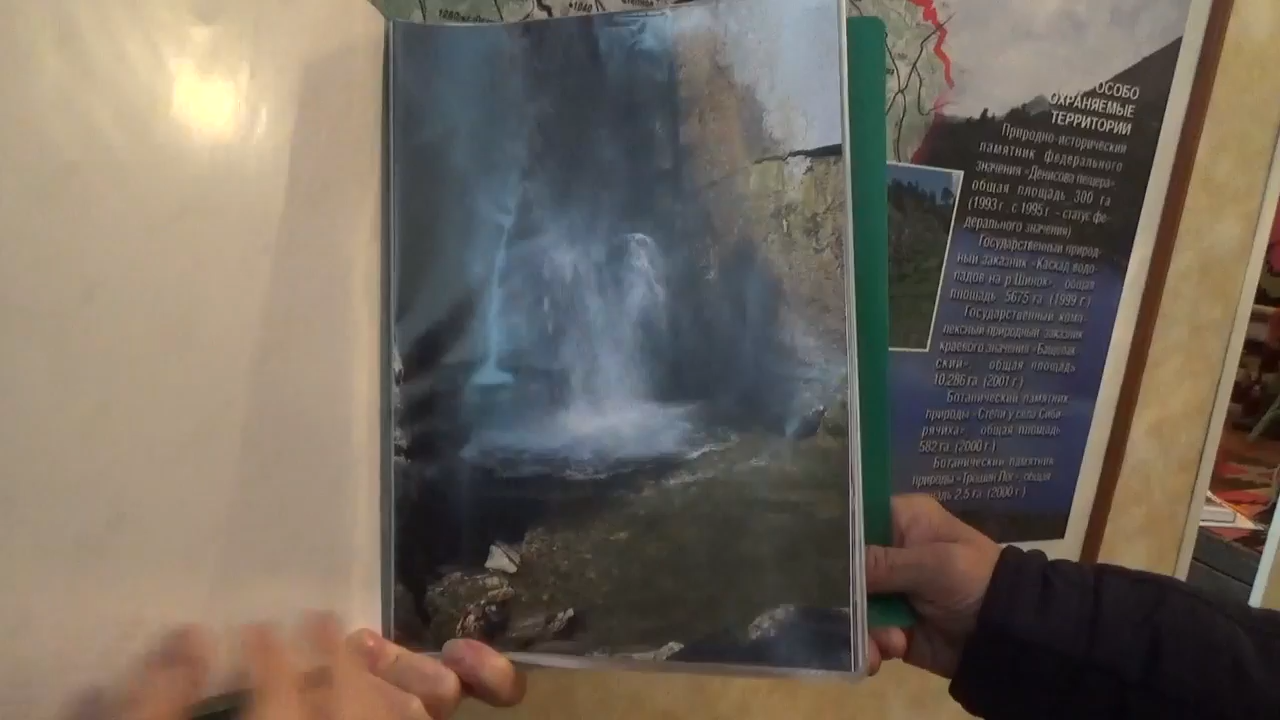 ОСОБО
ОХРАНЯЕМЫЕ
ТЕРРИТОРИИ
Природно-исторический
памятник федерального
значения «Денисова пещера»
общая площадь 300 га
(1993 г. с 1995 г. - статус фе-
дерального значения)
Государственный природ-
ный заказник «Каскад водо-
падов на р.Шинок», общая
площадь 5675 га (1999 г.)
Государственный комп-
лексный природный заказник
краевого значения «Бащелак-
ский» общая площадь
10.286 га (2001 г.)
Ботанический памятник
природы «Степи у села Сиби-
рячиха» общая площадь
582 га (2000 г.)
Ботанический памятник
природы «Трошин Лог» общая
площадь 2.5 га (2000 г.)